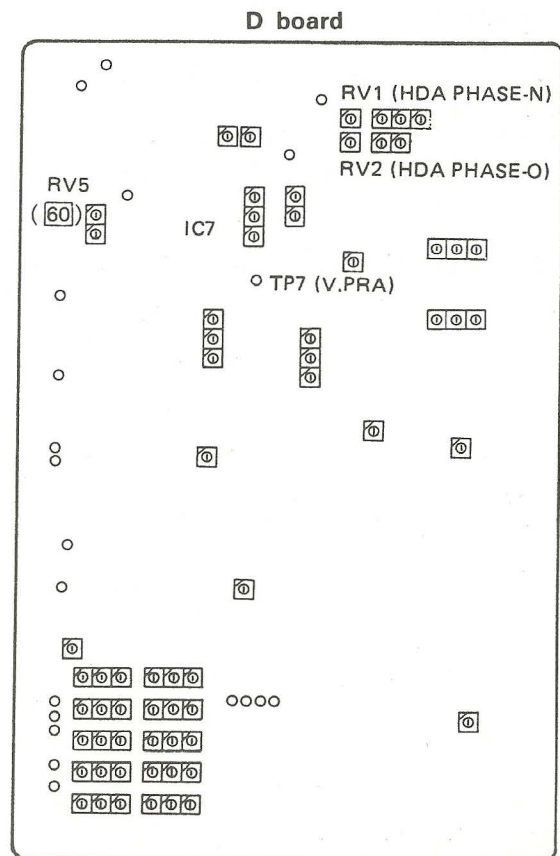 D board
RV1 (HDA PHASE-N)
RV2 (HDA PHASE-O)
RV5
(60)
IC7
TP7 (V.PRA)